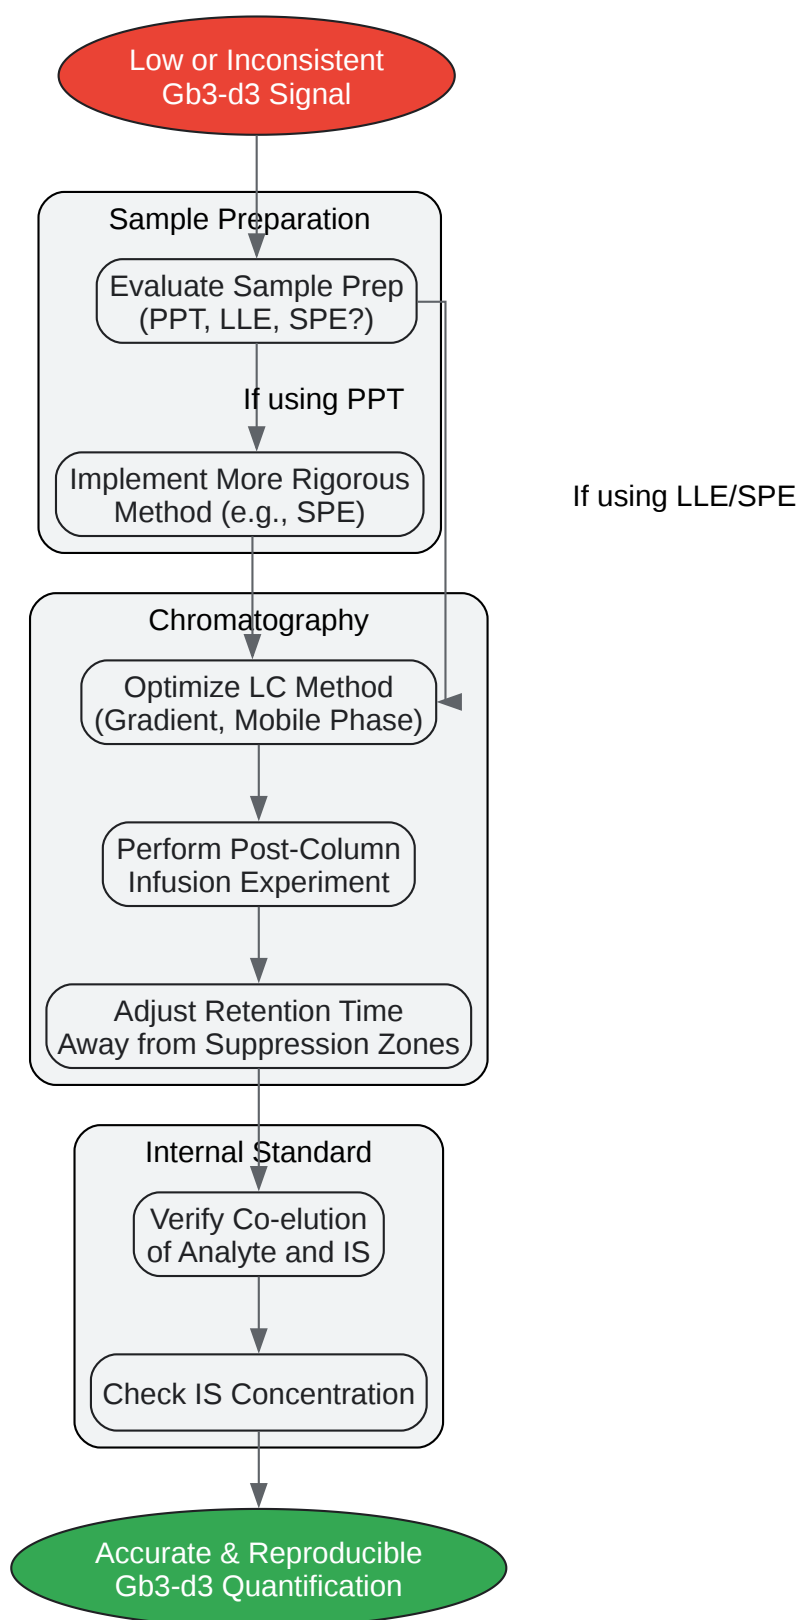 Low or Inconsistent
Gb3-d3 Signal
Sample Preparation
Evaluate Sample Prep
(PPT, LLE, SPE?)
If using PPT
Implement More Rigorous
Method (e.g., SPE)
If using LLE/SPE
Chromatography
Optimize LC Method
(Gradient, Mobile Phase)
Perform Post-Column
Infusion Experiment
Adjust Retention Time
Away from Suppression Zones
Internal Standard
Verify Co-elution
of Analyte and IS
Check IS Concentration
Accurate & Reproducible
Gb3-d3 Quantification